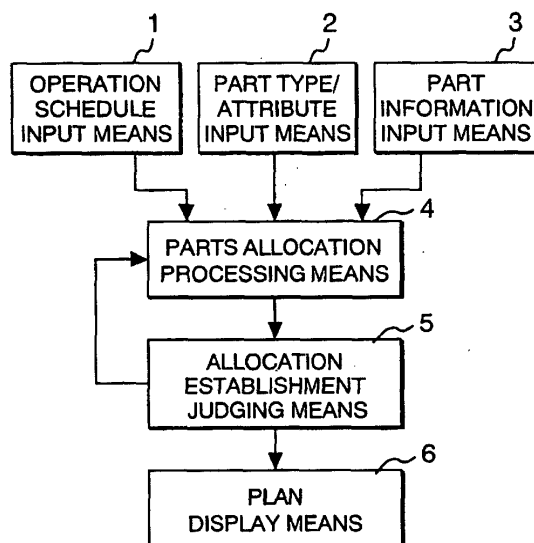 1
OPERATION
SCHEDULE
INPUT MEANS
2
PART TYPE/
ATTRIBUTE
INPUT MEANS
3
PART
INFORMATION
INPUT MEANS
4
PARTS ALLOCATION
PROCESSING MEANS
5
ALLOCATION
ESTABLISHMENT
JUDGING MEANS
6
PLAN
DISPLAY MEANS